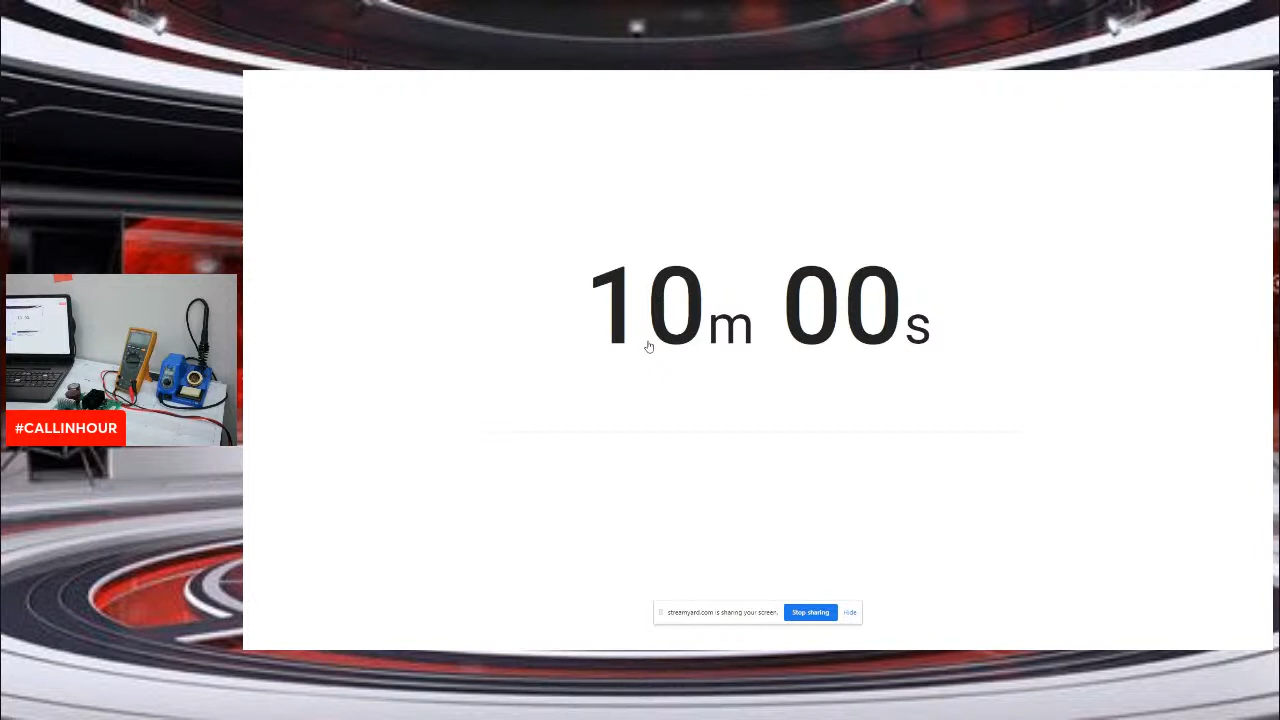 10m 00s
#CALLINHOUR
streamyard.com is sharing your screen.
Stop sharing
Hide